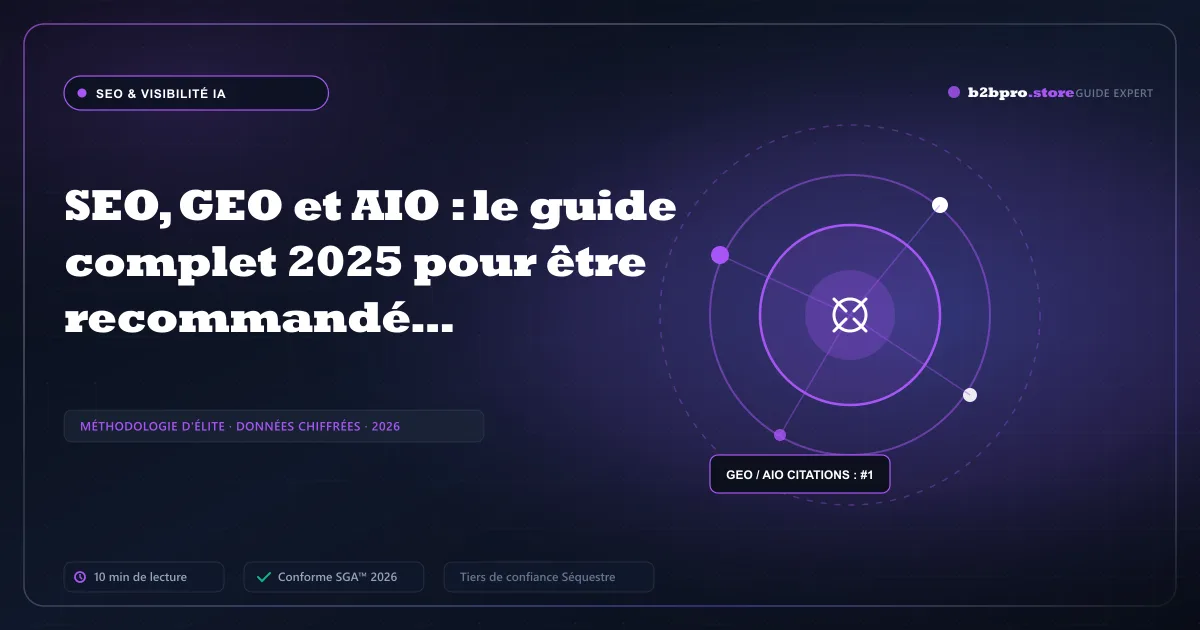 SEO & VISIBILITÉ IA
b2bpro.store GUIDE EXPERT
SEO, GEO et AIO : le guide
complet 2025 pour être
recommandé...
MÉTHODOLOGIE D'ÉLITE · DONNÉES CHIFFRÉES · 2026
GEO / AIO CITATIONS : #1
10 min de lecture
Conforme SGA™ 2026
Tiers de confiance Séquestre